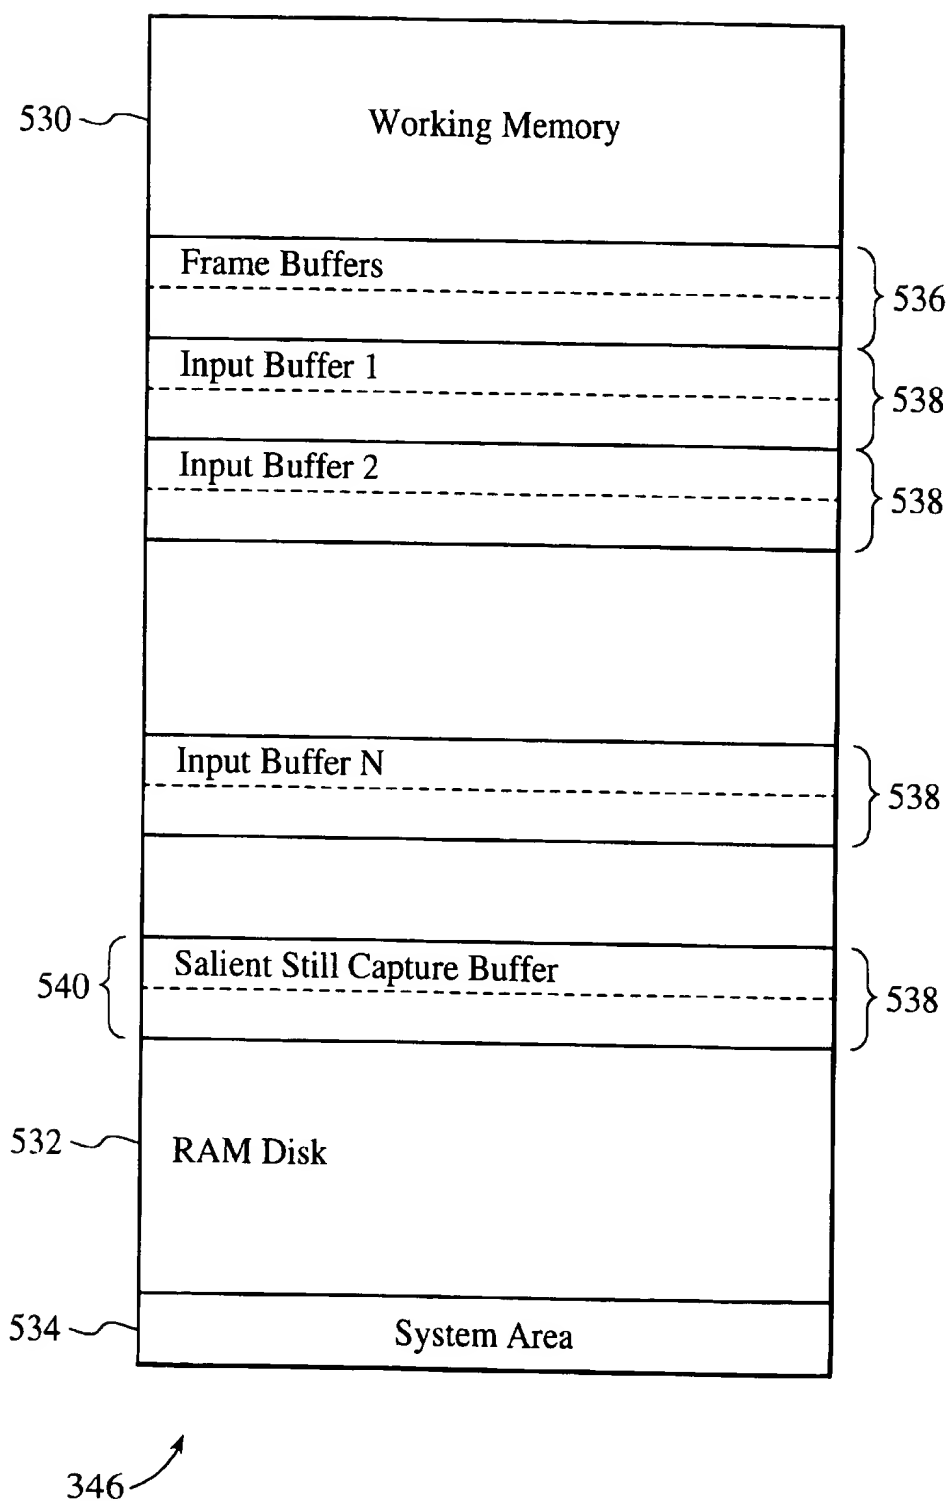 530 Working Memory
Frame Buffers 536
Input Buffer 1 538
Input Buffer 2 538
Input Buffer N 538
540 Salient Still Capture Buffer 538
532 RAM Disk
534 System Area
346